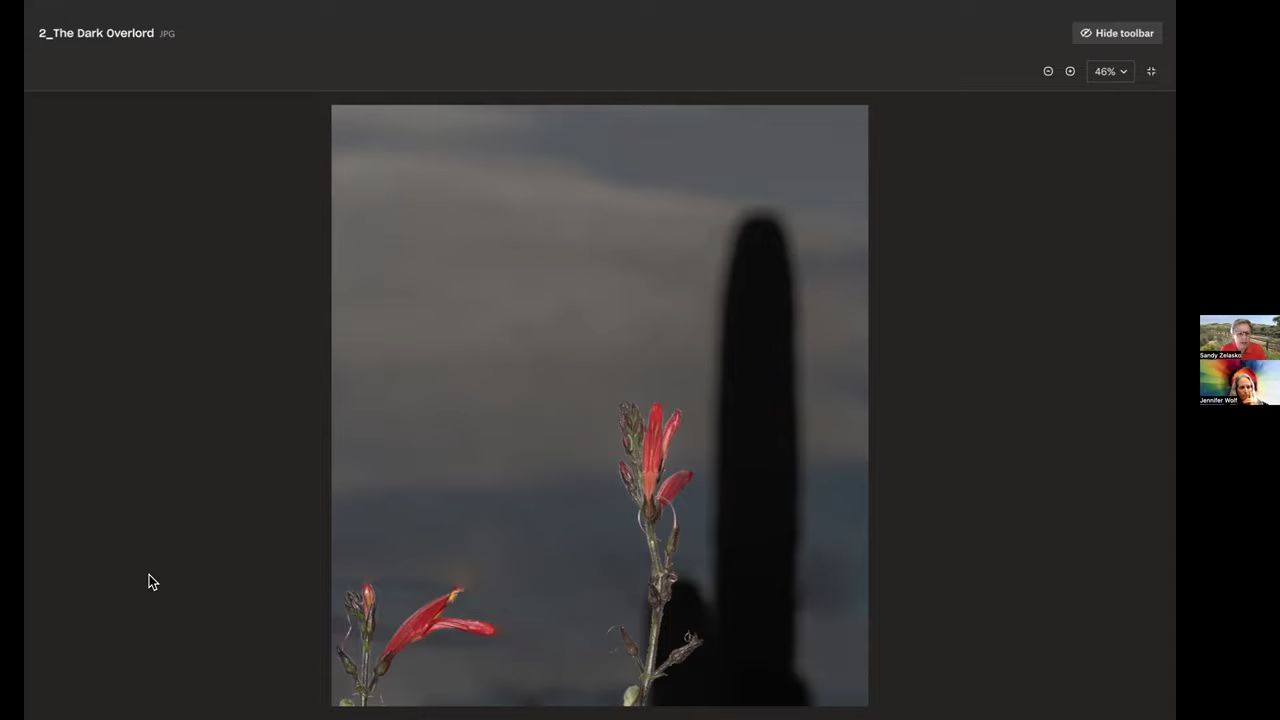 2_The Dark Overlord JPG
Hide toolbar
46%
Sandy Zelasko
Jennifer Wolf